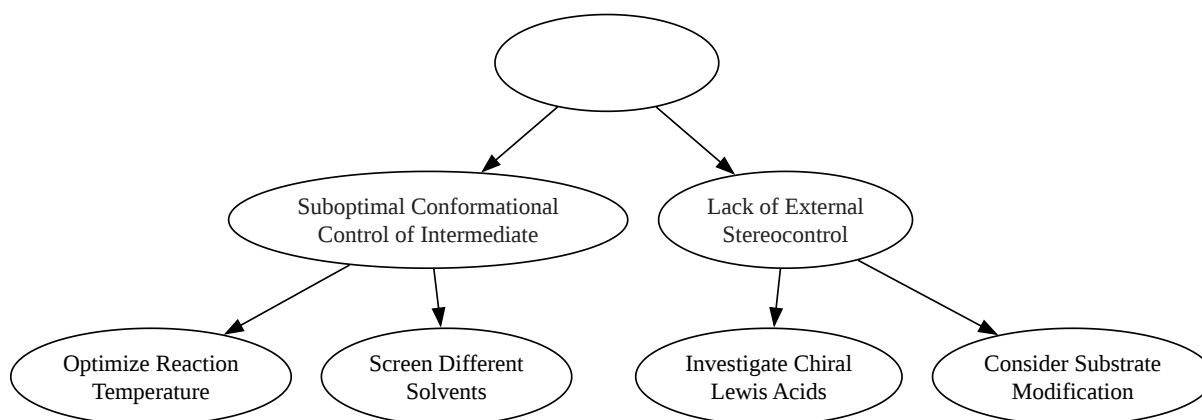 Suboptimal Conformational
Control of Intermediate
Lack of External
Stereocontrol
Optimize Reaction
Temperature
Screen Different
Solvents
Investigate Chiral
Lewis Acids
Consider Substrate
Modification